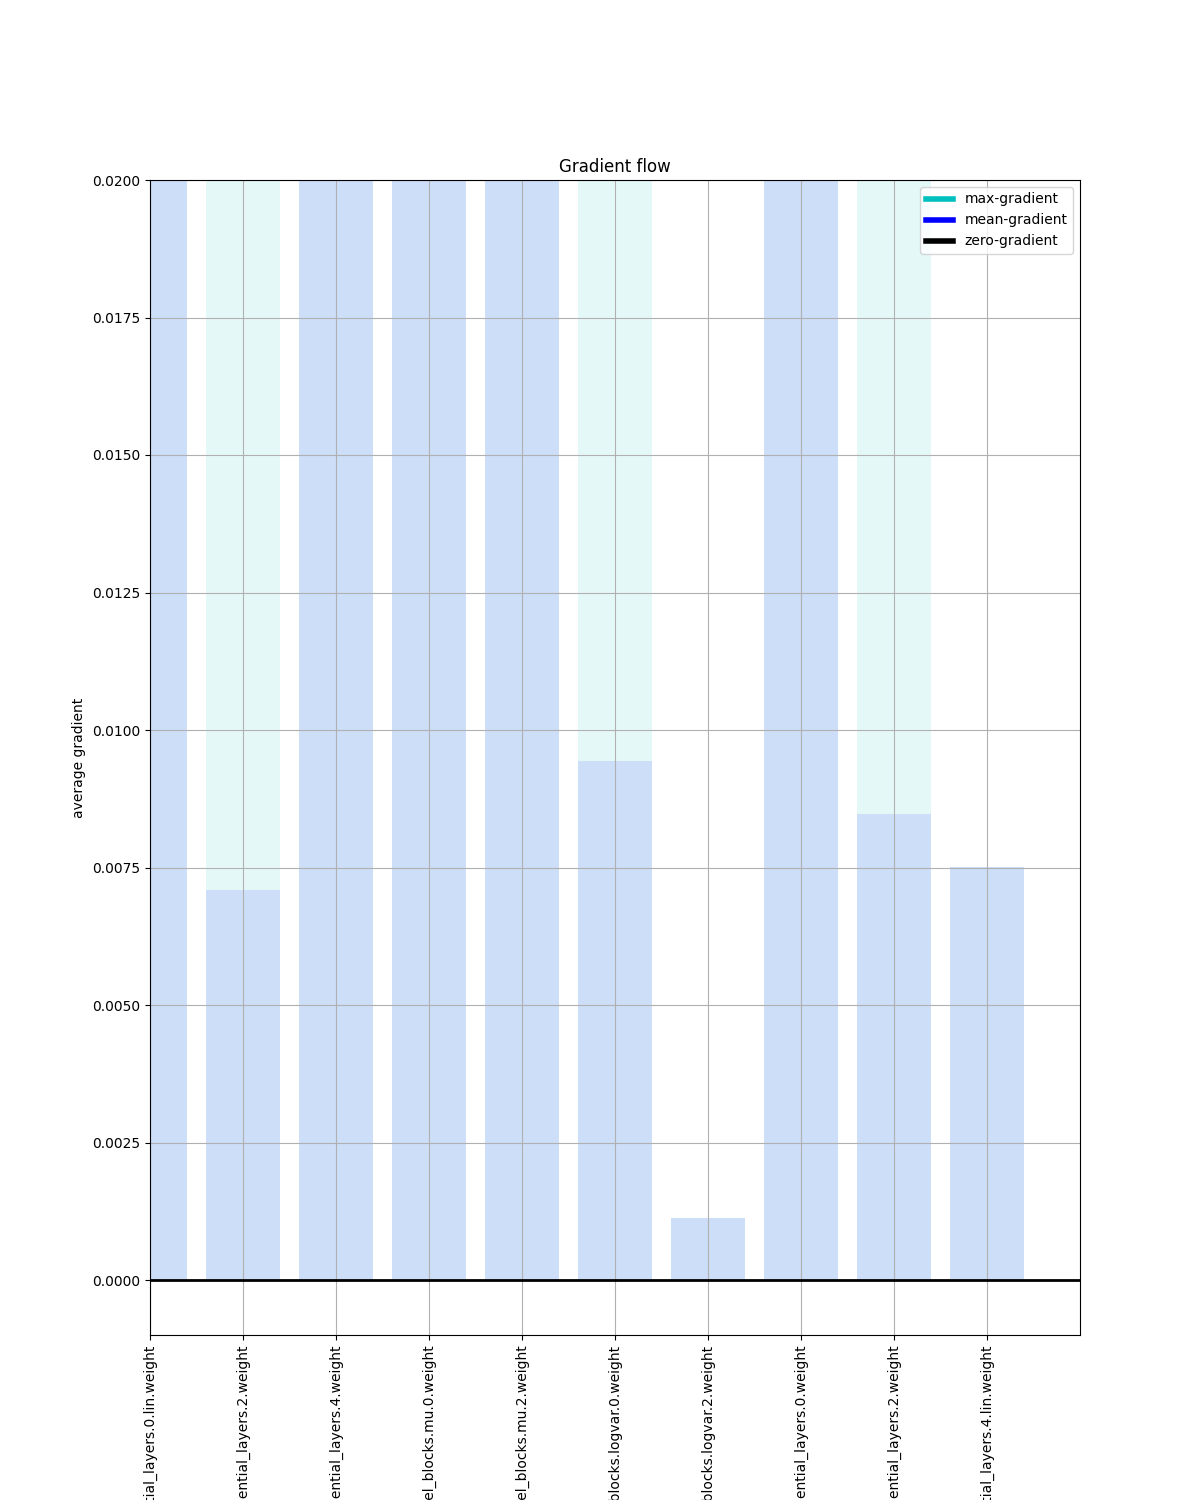 Gradient flow
max-gradient
mean-gradient
zero-gradient
0.0200
0.0175
0.0150
0.0125
0.0100
0.0075
0.0050
0.0025
0.0000
average gradient
tial_layers.0.lin.weight
ential_layers.2.weight
ential_layers.4.weight
el_blocks.mu.0.weight
el_blocks.mu.2.weight
blocks.logvar.0.weight
blocks.logvar.2.weight
ential_layers.0.weight
ential_layers.2.weight
tial_layers.4.lin.weight